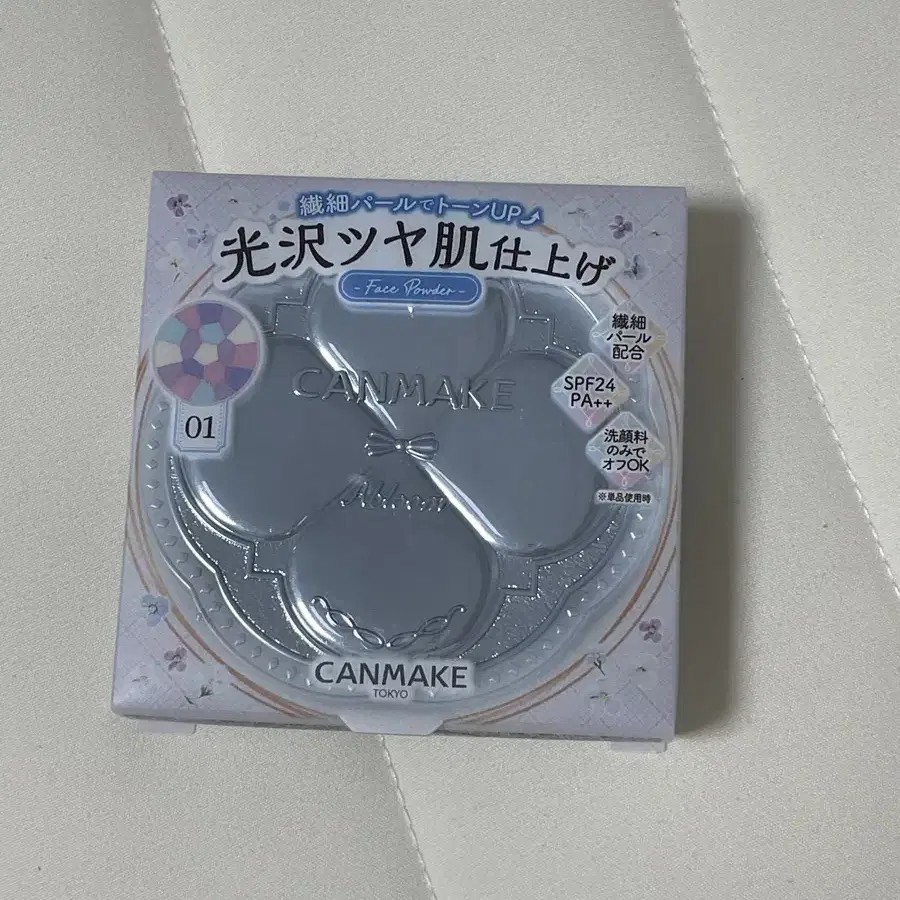 繊細パールでトーンUP
光沢ツヤ肌仕上げ
- Face Powder -
01
CANMAKE
Abloom
繊細
パール
配合
SPF24
PA++
洗顔料
のみで
オフOK
※単品使用時
CANMAKE
TOKYO